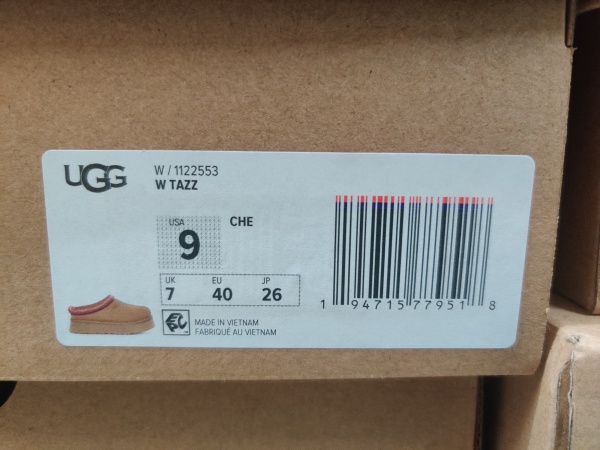 UGG
W / 1122553
W TAZZ
USA
9
CHE
UK EU JP
7 40 26
1 94715 77951 8
MADE IN VIETNAM
FABRIQUÉ AU VIETNAM